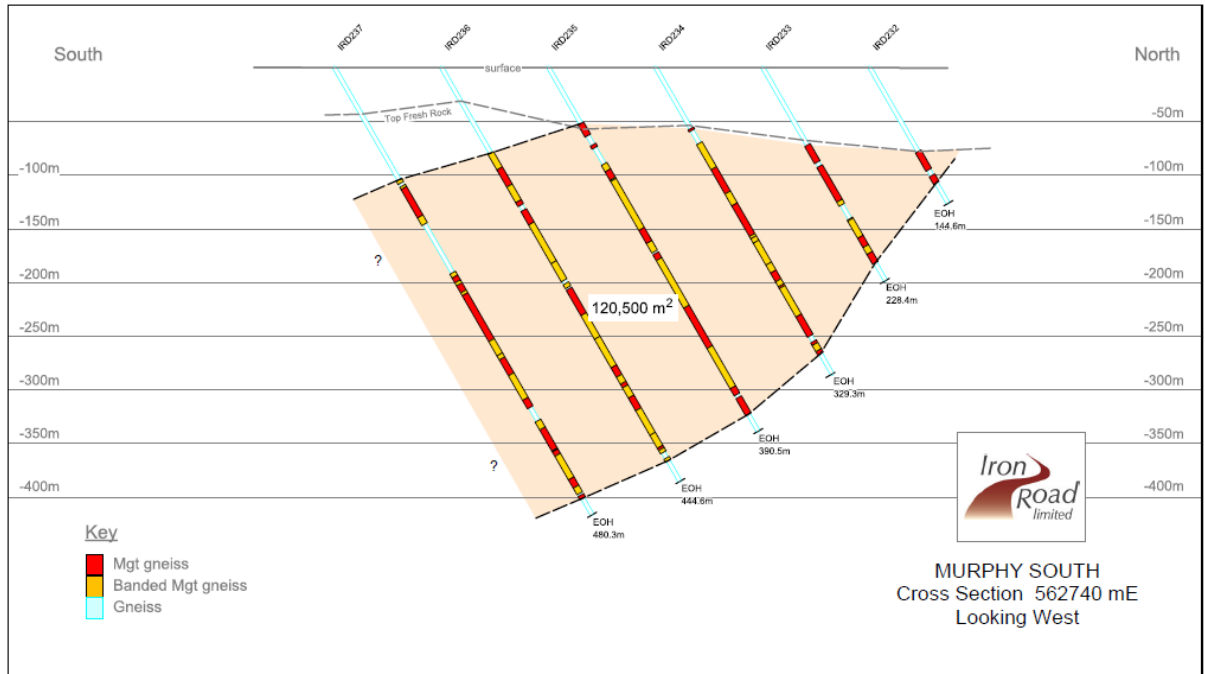 IRD237
IRD236
IRD235
IRD234
IRD233
IRD232
South
North
surface
Top Fresh Rock
-50m
-100m
-100m
-150m
-150m
?
-200m
-200m
EOH
144.6m
EOH
228.4m
120,500 m²
-250m
-250m
-300m
-300m
EOH
329.3m
-350m
-350m
EOH
390.5m
?
-400m
-400m
EOH
444.6m
EOH
480.3m
Iron
Road
limited
Key
Mgt gneiss
Banded Mgt gneiss
Gneiss
MURPHY SOUTH
Cross Section 562740 mE
Looking West